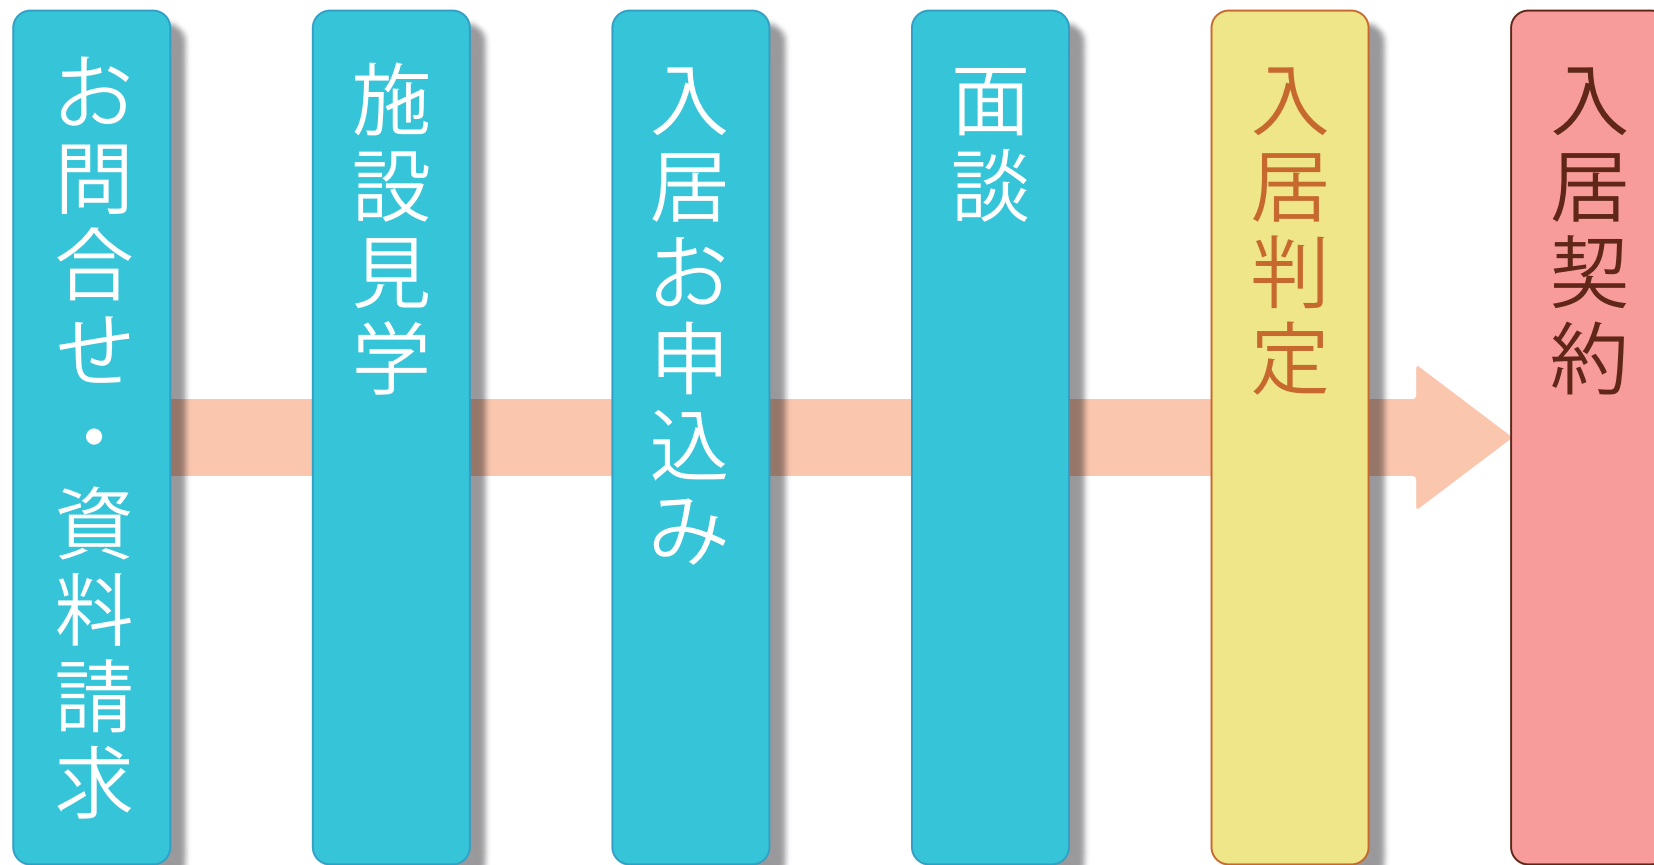 お問合せ・資料請求
施設見学
入居お申込み
面談
入居判定
入居契約